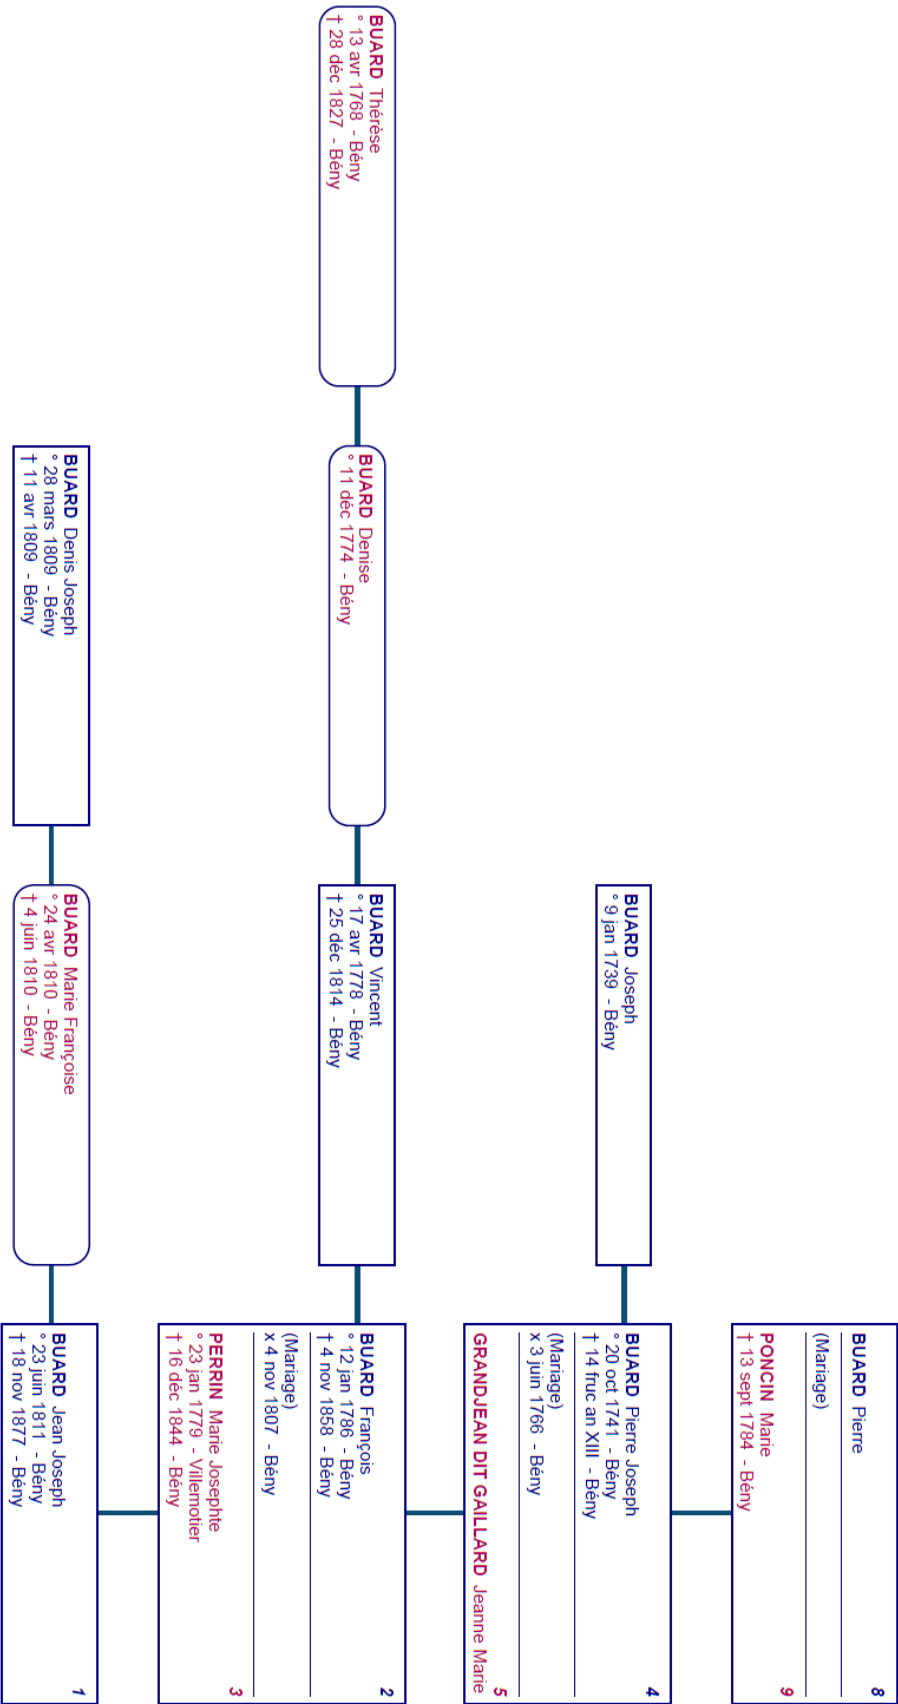 BUARD Pierre
8
(Mariage)
PONCIN Marie
† 13 sept 1784 - Bény
9
BUARD Joseph
° 9 jan 1739 - Bény
BUARD Pierre Joseph
° 20 oct 1741 - Bény
† 14 fruc an XIII - Bény
4
(Mariage)
x 3 juin 1766 - Bény
GRANDJEAN DIT GAILLARD Jeanne Marie
5
BUARD Thérèse
° 13 avr 1768 - Bény
† 28 déc 1827 - Bény
BUARD Denise
° 11 déc 1774 - Bény
BUARD Vincent
° 17 avr 1778 - Bény
† 25 déc 1814 - Bény
BUARD François
° 12 jan 1786 - Bény
† 4 nov 1858 - Bény
2
(Mariage)
x 4 nov 1807 - Bény
PERRIN Marie Josephte
° 23 jan 1779 - Villemotier
† 16 déc 1844 - Bény
3
BUARD Denis Joseph
° 28 mars 1809 - Bény
† 11 avr 1809 - Bény
BUARD Marie Françoise
° 24 avr 1810 - Bény
† 4 juin 1810 - Bény
BUARD Jean Joseph
° 23 juin 1811 - Bény
† 18 nov 1877 - Bény
1